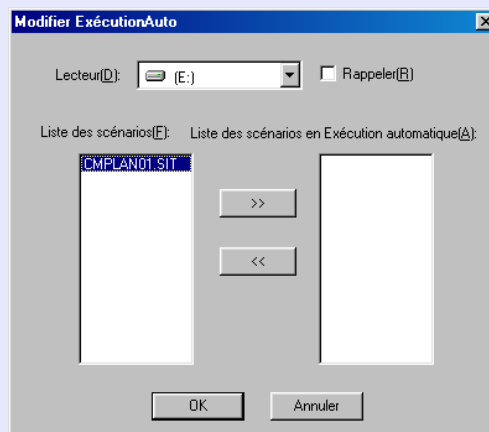 Modifier ExécutionAuto
Lecteur(D):
(E:)
Rappeler(R)
Liste des scénarios(F):
Liste des scénarios en Exécution automatique(A):
CMPLAN01.SIT
>>
<<
OK
Annuler